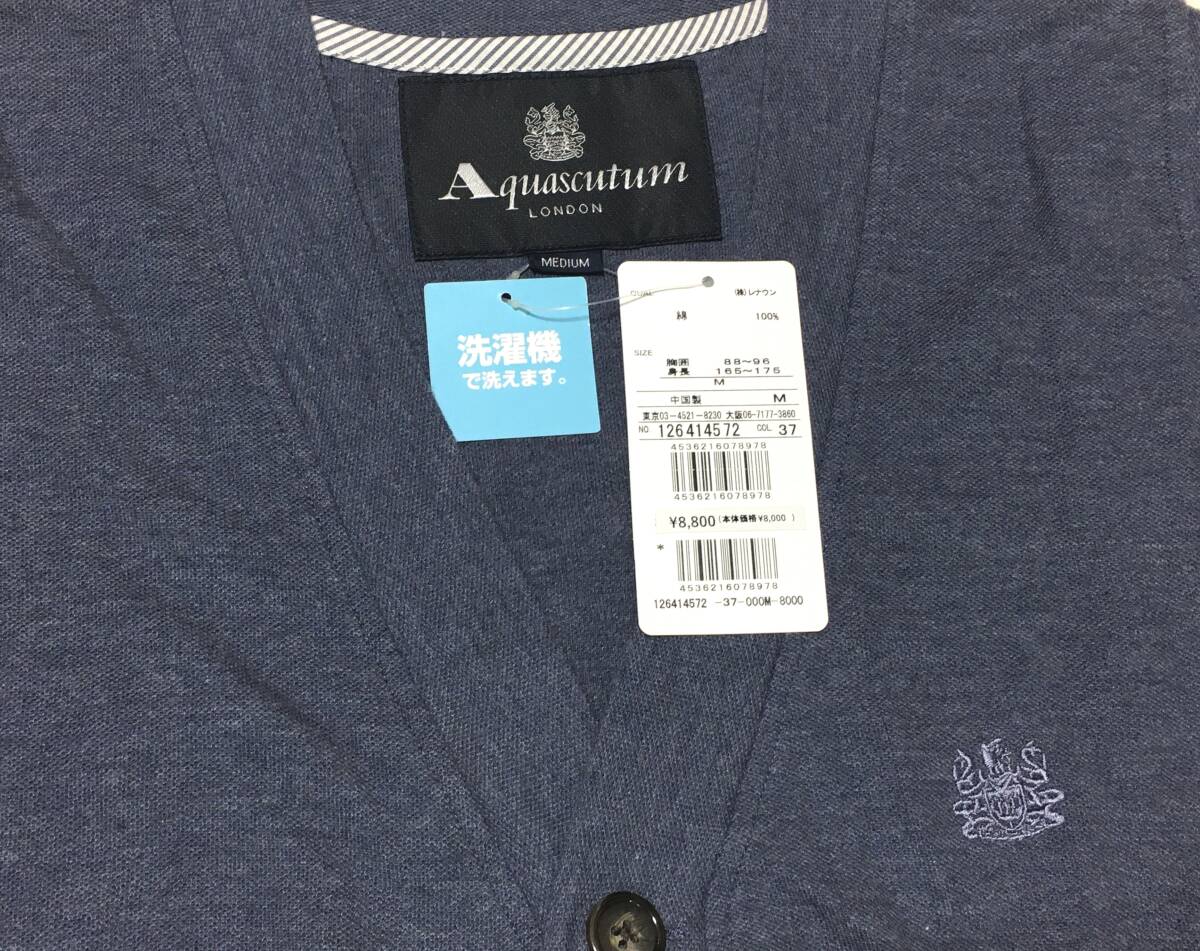 Aquascutum
LONDON
MEDIUM
洗濯機
で洗えます。
QUAL
(株)レナウン
綿 100%
SIZE
胸囲 88～96
身長 165～175
M
中国製 M
東京03-4521-8230 大阪06-7177-3860
NO. 126414572 COL. 37
4536216078978
4536216078978
¥8,800 (本体価格¥8,000 )
*
4536216078978
126414572 -37-000M-8000